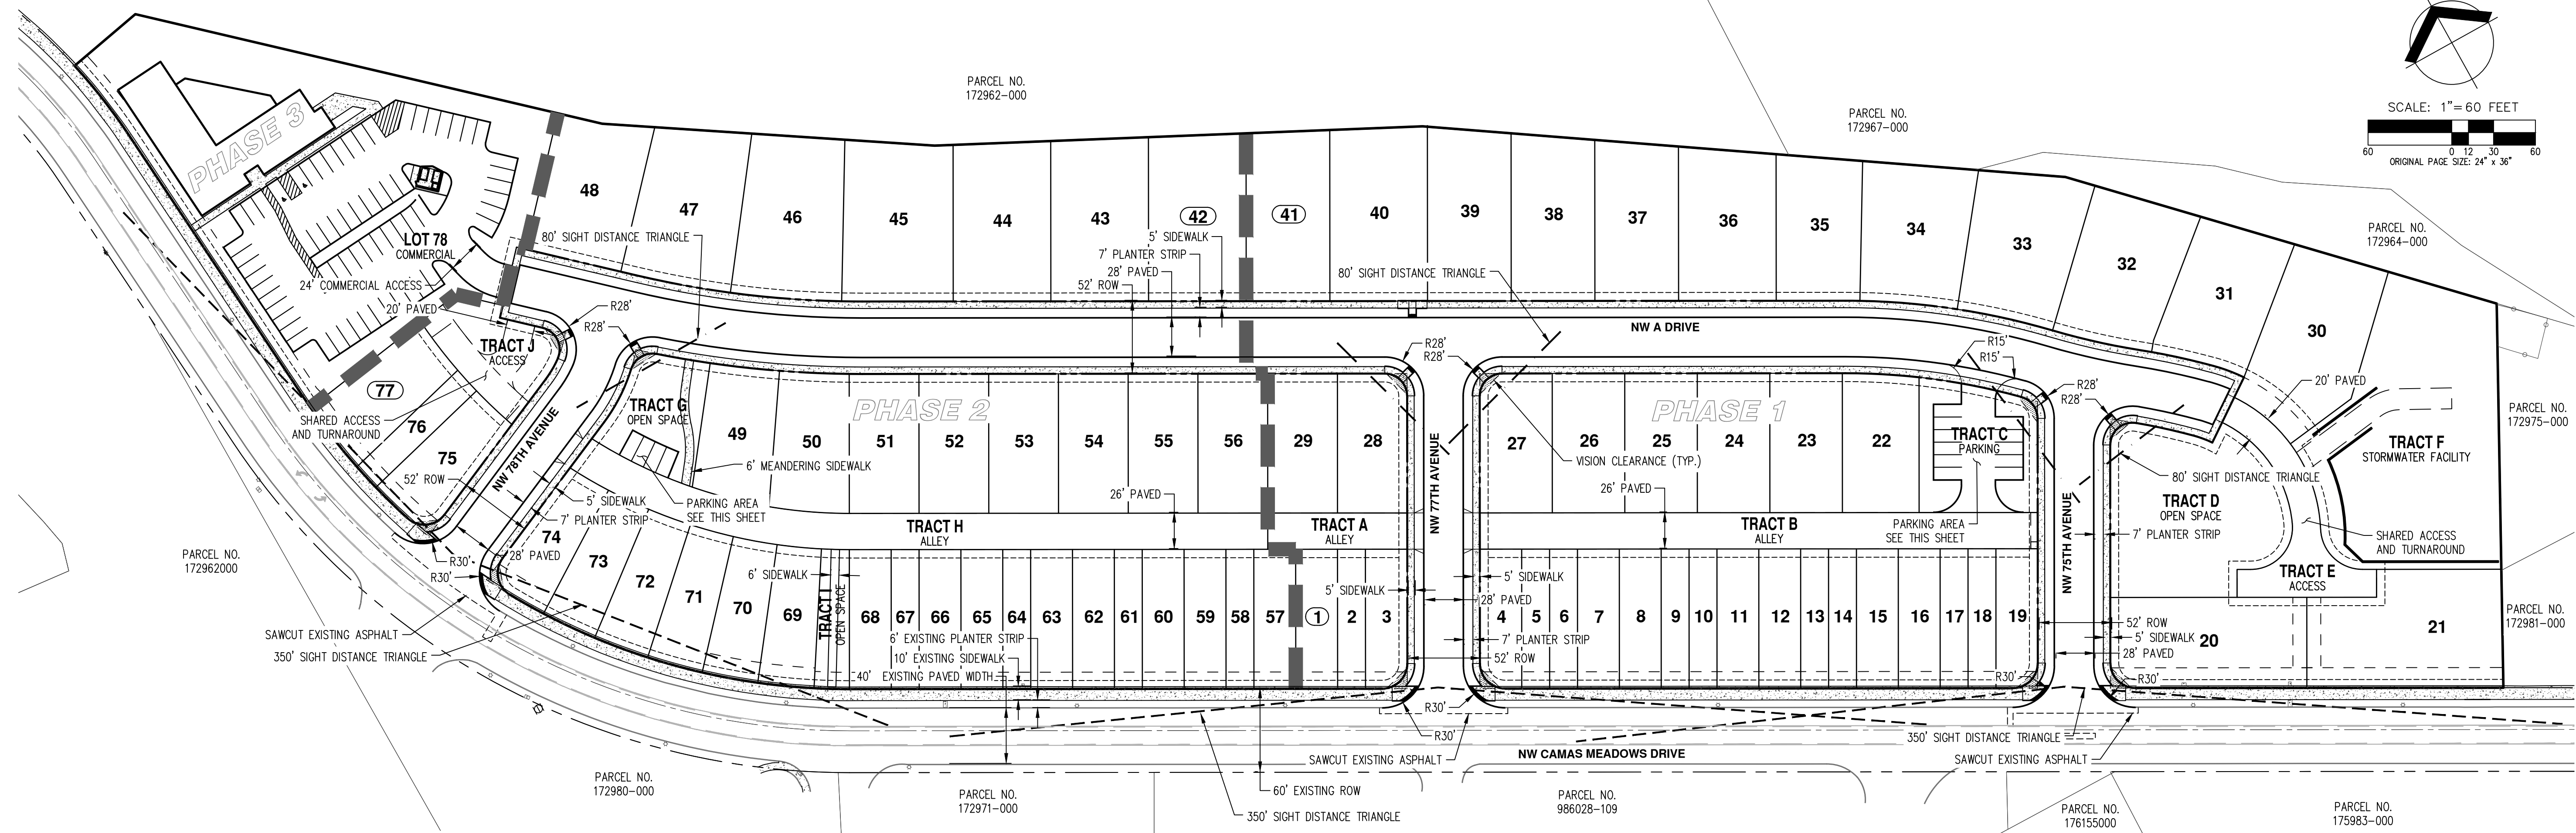 SCALE: 1"=60 FEET
60 0 12 30 60
ORIGINAL PAGE SIZE: 24" x 36"
PARCEL NO.
172962-000
PARCEL NO.
172967-000
PARCEL NO.
172964-000
PARCEL NO.
172975-000
PARCEL NO.
172981-000
PHASE 3
LOT 78
COMMERCIAL
24' COMMERCIAL ACCESS
20' PAVED
48
47
46
45
44
43
42
41
40
39
38
37
36
35
34
33
32
31
30
80' SIGHT DISTANCE TRIANGLE
5' SIDEWALK
7' PLANTER STRIP
28' PAVED
52' ROW
80' SIGHT DISTANCE TRIANGLE
NW A DRIVE
R28'
R28'
R28'
R28'
R15'
R15'
R28'
R28'
20' PAVED
TRACT J
ACCESS
77
SHARED ACCESS
AND TURNAROUND
76
75
52' ROW
NW 78TH AVENUE
TRACT G
OPEN SPACE
6' MEANDERING SIDEWALK
PARKING AREA
SEE THIS SHEET
5' SIDEWALK
7' PLANTER STRIP
28' PAVED
PHASE 2
49
50
51
52
53
54
55
56
29
28
26' PAVED
TRACT H
ALLEY
TRACT A
ALLEY
NW 77TH AVENUE
PHASE 1
27
26
25
24
23
22
VISION CLEARANCE (TYP.)
26' PAVED
TRACT C
PARKING
PARKING AREA
SEE THIS SHEET
TRACT B
ALLEY
NW 75TH AVENUE
TRACT F
STORMWATER FACILITY
80' SIGHT DISTANCE TRIANGLE
TRACT D
OPEN SPACE
7' PLANTER STRIP
SHARED ACCESS
AND TURNAROUND
TRACT E
ACCESS
74
73
72
71
70
69
6' SIDEWALK
TRACT I
OPEN SPACE
68
67
66
65
64
63
62
61
60
59
58
57
1
2
3
5' SIDEWALK
5' SIDEWALK
28' PAVED
7' PLANTER STRIP
52' ROW
4
5
6
7
8
9
10
11
12
13
14
15
16
17
18
19
52' ROW
5' SIDEWALK
28' PAVED
20
21
R30'
R30'
SAWCUT EXISTING ASPHALT
350' SIGHT DISTANCE TRIANGLE
6' EXISTING PLANTER STRIP
10' EXISTING SIDEWALK
40' EXISTING PAVED WIDTH
R30'
R30'
R30'
R30'
SAWCUT EXISTING ASPHALT
NW CAMAS MEADOWS DRIVE
350' SIGHT DISTANCE TRIANGLE
SAWCUT EXISTING ASPHALT
60' EXISTING ROW
350' SIGHT DISTANCE TRIANGLE
PARCEL NO.
172962000
PARCEL NO.
172980-000
PARCEL NO.
172971-000
PARCEL NO.
986028-109
PARCEL NO.
176155000
PARCEL NO.
175983-000